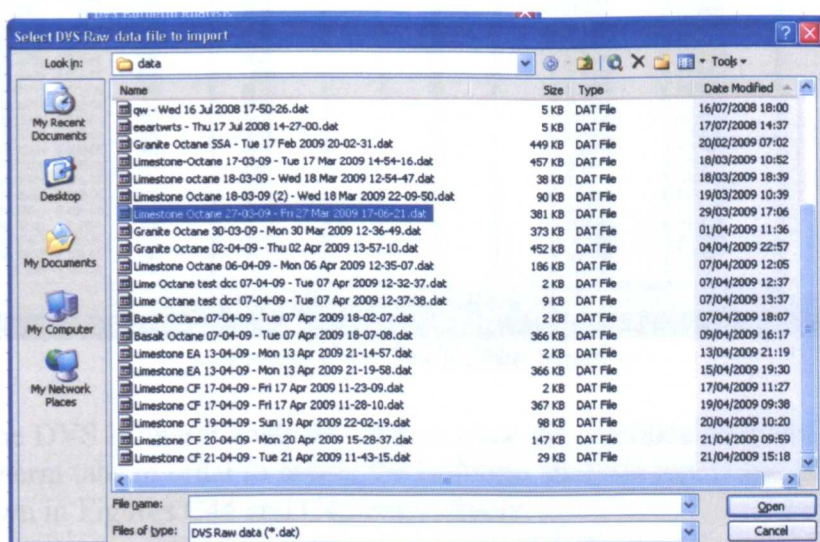 DVS Isotherm Analysis
Select DVS Raw data file to import
Look in: data Tools
Name Size Type Date Modified
qw - Wed 16 Jul 2008 17-50-26.dat 5 KB DAT File 16/07/2008 18:00
eeartwrts - Thu 17 Jul 2008 14-27-00.dat 5 KB DAT File 17/07/2008 14:37
Granite Octane SSA - Tue 17 Feb 2009 20-02-31.dat 449 KB DAT File 20/02/2009 07:02
Limestone-Octane 17-03-09 - Tue 17 Mar 2009 14-54-16.dat 457 KB DAT File 18/03/2009 10:52
Limestone octane 18-03-09 - Wed 18 Mar 2009 12-54-47.dat 38 KB DAT File 18/03/2009 18:39
Limestone Octane 18-03-09 (2) - Wed 18 Mar 2009 22-09-50.dat 90 KB DAT File 19/03/2009 10:39
Limestone Octane 27-03-09 - Fri 27 Mar 2009 17-06-21.dat 381 KB DAT File 29/03/2009 17:06
Granite Octane 30-03-09 - Mon 30 Mar 2009 12-36-49.dat 373 KB DAT File 01/04/2009 11:36
Granite Octane 02-04-09 - Thu 02 Apr 2009 13-57-10.dat 452 KB DAT File 04/04/2009 22:57
Limestone Octane 06-04-09 - Mon 06 Apr 2009 12-35-07.dat 186 KB DAT File 07/04/2009 12:05
Lime Octane test dcc 07-04-09 - Tue 07 Apr 2009 12-32-37.dat 2 KB DAT File 07/04/2009 12:37
Lime Octane test dcc 07-04-09 - Tue 07 Apr 2009 12-37-38.dat 9 KB DAT File 07/04/2009 13:37
Basalt Octane 07-04-09 - Tue 07 Apr 2009 18-02-07.dat 2 KB DAT File 07/04/2009 18:07
Basalt Octane 07-04-09 - Tue 07 Apr 2009 18-07-08.dat 366 KB DAT File 09/04/2009 16:17
Limestone EA 13-04-09 - Mon 13 Apr 2009 21-14-57.dat 2 KB DAT File 13/04/2009 21:19
Limestone EA 13-04-09 - Mon 13 Apr 2009 21-19-58.dat 366 KB DAT File 15/04/2009 19:30
Limestone CF 17-04-09 - Fri 17 Apr 2009 11-23-09.dat 2 KB DAT File 17/04/2009 11:27
Limestone CF 17-04-09 - Fri 17 Apr 2009 11-28-10.dat 367 KB DAT File 19/04/2009 09:38
Limestone CF 19-04-09 - Sun 19 Apr 2009 22-02-19.dat 98 KB DAT File 20/04/2009 10:20
Limestone CF 20-04-09 - Mon 20 Apr 2009 15-28-37.dat 147 KB DAT File 21/04/2009 09:59
Limestone CF 21-04-09 - Tue 21 Apr 2009 11-43-15.dat 29 KB DAT File 21/04/2009 15:18
My Recent
Documents
Desktop
My Documents
My Computer
My Network
Places
File name: Open
Files of type: DVS Raw data (*.dat) Cancel